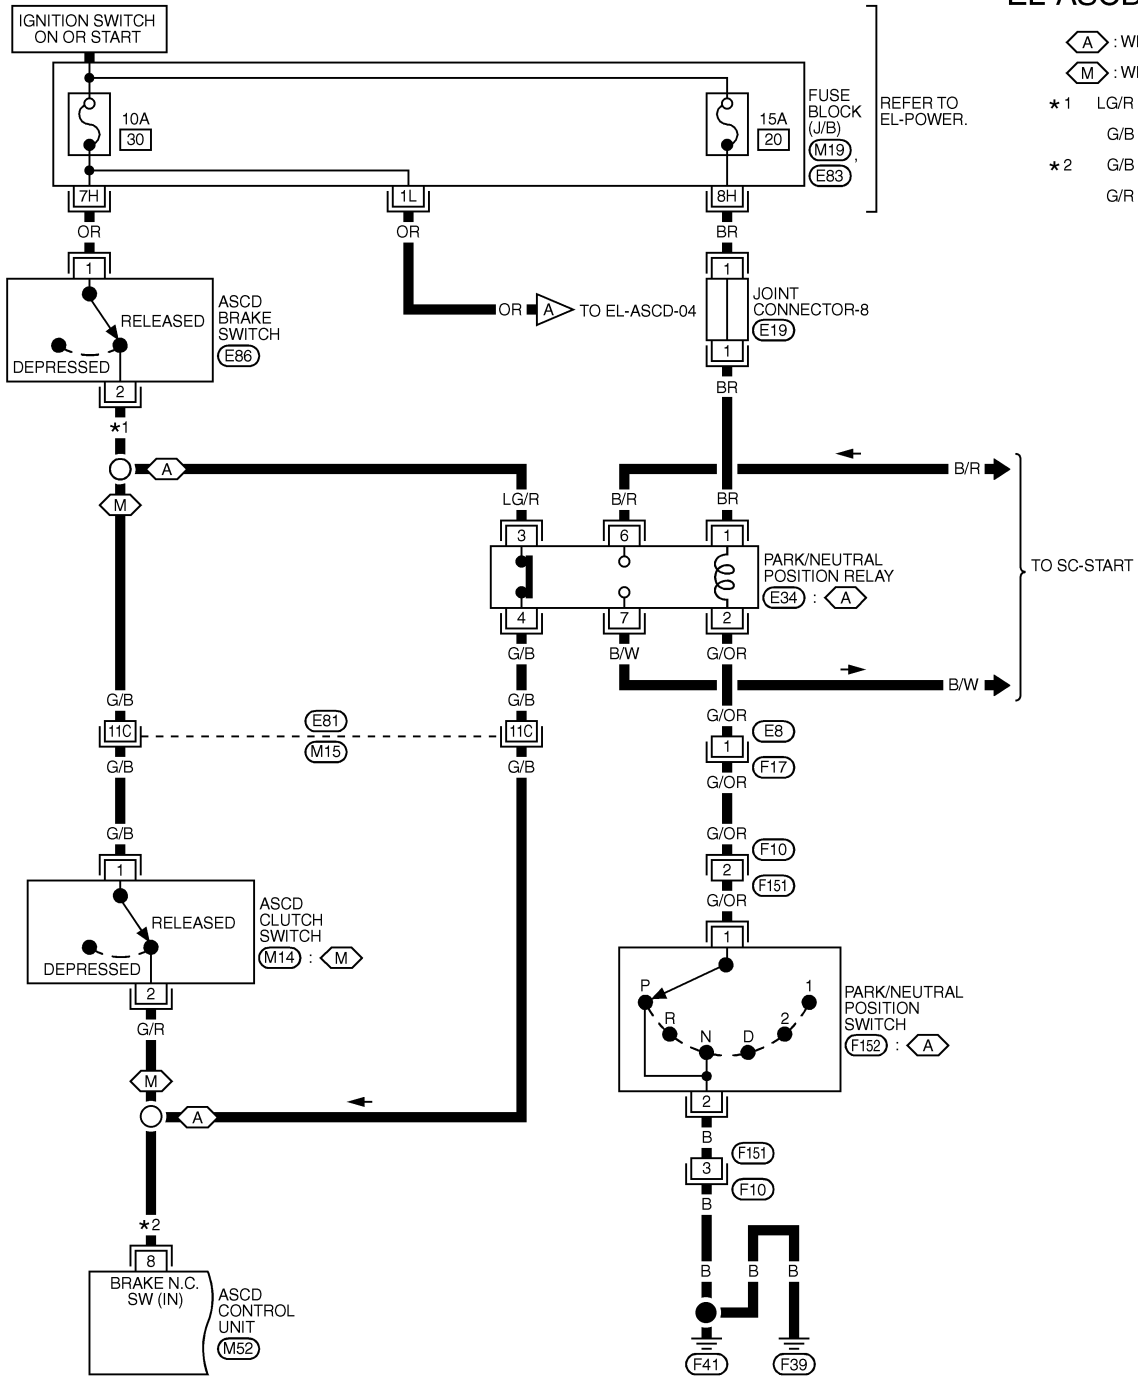 EL-ASCD
IGNITION SWITCH
ON OR START
A : W
M : W
*1 LG/R
G/B
*2 G/B
G/R
10A
30
15A
20
FUSE
BLOCK
(J/B)
M19 ,
E83
REFER TO
EL-POWER.
7H
1L
8H
OR
OR
BR
1
1
ASCD
BRAKE
SWITCH
E86
RELEASED
DEPRESSED
OR
A
TO EL-ASCD-04
JOINT
CONNECTOR-8
E19
1
2
BR
*1
A
M
B/R
LG/R
B/R
BR
3
6
1
PARK/NEUTRAL
POSITION RELAY
E34 : A
TO SC-START
4
7
2
G/B
B/W
G/OR
B/W
G/B
G/B
G/OR
11C
E81
M15
11C
1
E8
F17
G/B
G/B
G/OR
G/B
G/OR
F10
1
2
F151
G/OR
ASCD
CLUTCH
SWITCH
M14 : M
RELEASED
DEPRESSED
1
P
R
N
D
2
1
PARK/NEUTRAL
POSITION
SWITCH
F152 : A
2
G/R
M
A
2
B
3
F151
F10
B
*2
8
BRAKE N.C.
SW (IN)
ASCD
CONTROL
UNIT
M52
B
B
B
F41
F39